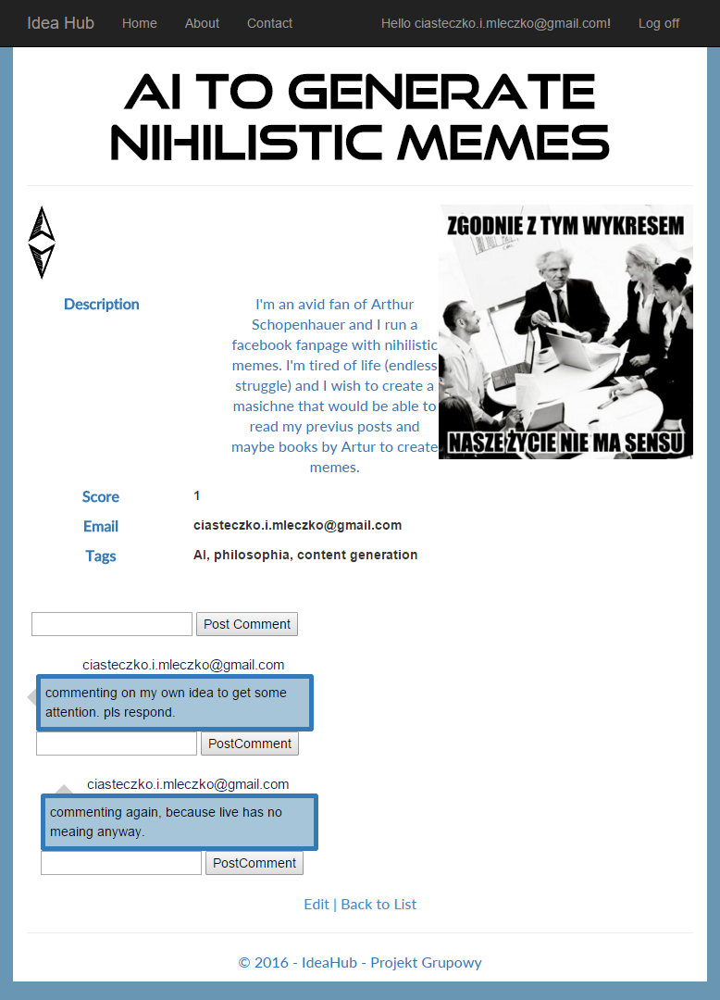 Idea Hub Home About Contact Hello ciasteczko.i.mleczko@gmail.com! Log off
AI TO GENERATE
NIHILISTIC MEMES
ZGODNIE Z TYM WYKRESEM
NASZE ŻYCIE NIE MA SENSU
Description
I'm an avid fan of Arthur
Schopenhauer and I run a
facebook fanpage with nihilistic
memes. I'm tired of life (endless
struggle) and I wish to create a
masichne that would be able to
read my previus posts and
maybe books by Artur to create
memes.
Score 1
Email ciasteczko.i.mleczko@gmail.com
Tags AI, philosophia, content generation
Post Comment
ciasteczko.i.mleczko@gmail.com
commenting on my own idea to get some
attention. pls respond.
PostComment
ciasteczko.i.mleczko@gmail.com
commenting again, because live has no
meaing anyway.
PostComment
Edit | Back to List
© 2016 - IdeaHub - Projekt Grupowy